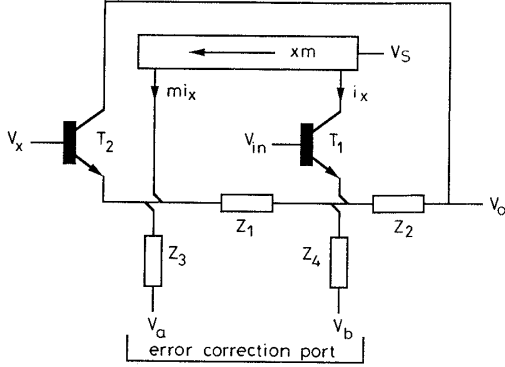 xm
V_S
mi_x
i_x
V_x
T_2
V_in
T_1
V_o
Z_1
Z_2
Z_3
Z_4
V_a
V_b
error correction port